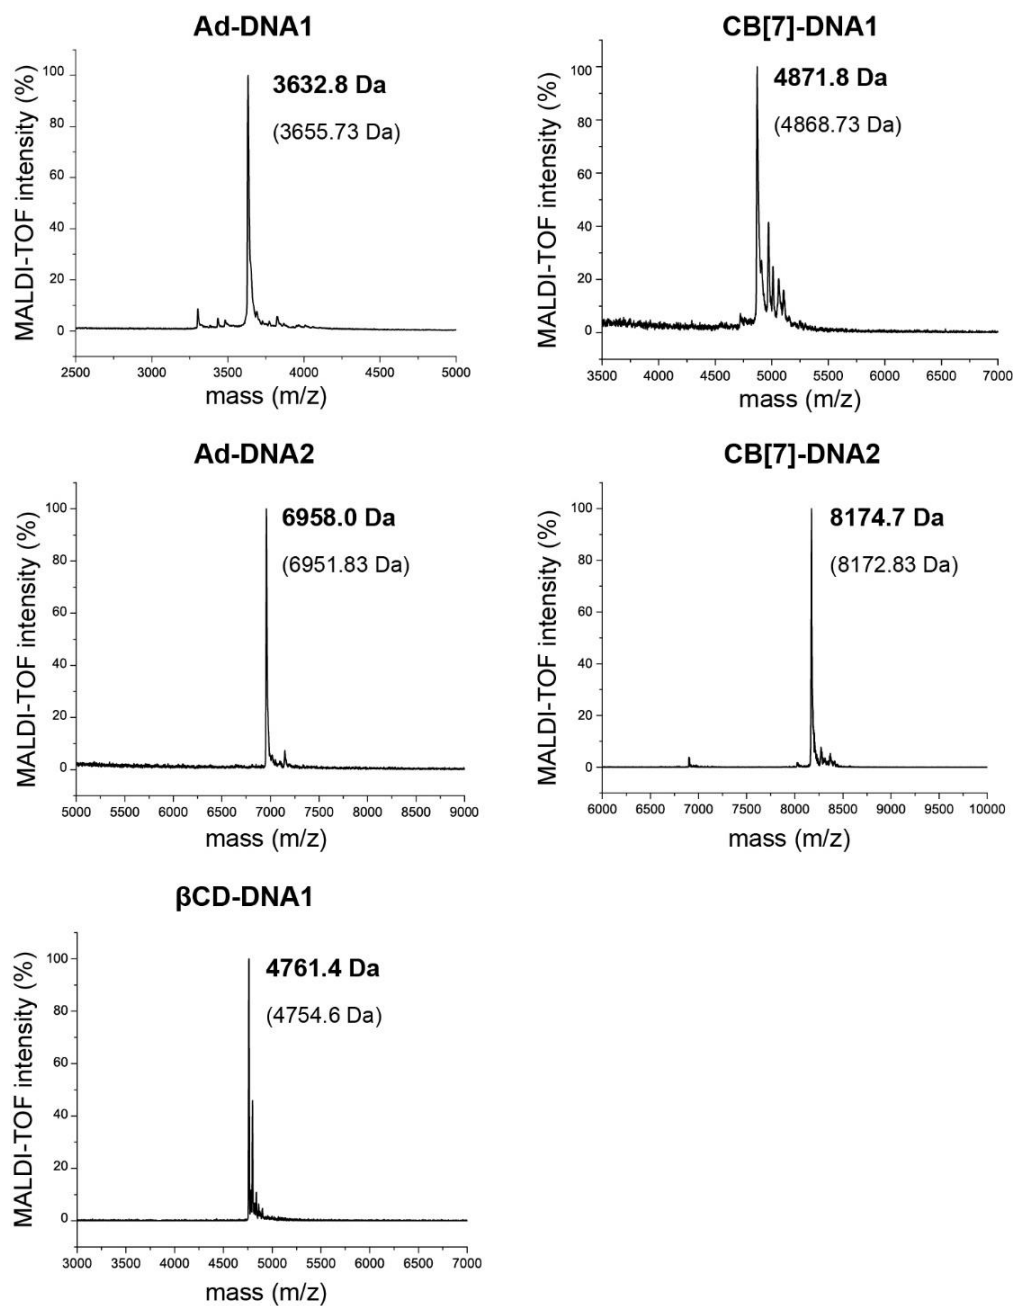 Ad-DNA1
MALDI-TOF intensity (%)
100
80
60
40
20
0
3632.8 Da
(3655.73 Da)
2500 3000 3500 4000 4500 5000
mass (m/z)
CB[7]-DNA1
MALDI-TOF intensity (%)
100
80
60
40
20
0
4871.8 Da
(4868.73 Da)
3500 4000 4500 5000 5500 6000 6500 7000
mass (m/z)
Ad-DNA2
MALDI-TOF intensity (%)
100
80
60
40
20
0
6958.0 Da
(6951.83 Da)
5000 5500 6000 6500 7000 7500 8000 8500 9000
mass (m/z)
CB[7]-DNA2
MALDI-TOF intensity (%)
100
80
60
40
20
0
8174.7 Da
(8172.83 Da)
6000 6500 7000 7500 8000 8500 9000 9500 10000
mass (m/z)
βCD-DNA1
MALDI-TOF intensity (%)
100
80
60
40
20
0
4761.4 Da
(4754.6 Da)
3000 3500 4000 4500 5000 5500 6000 6500 7000
mass (m/z)